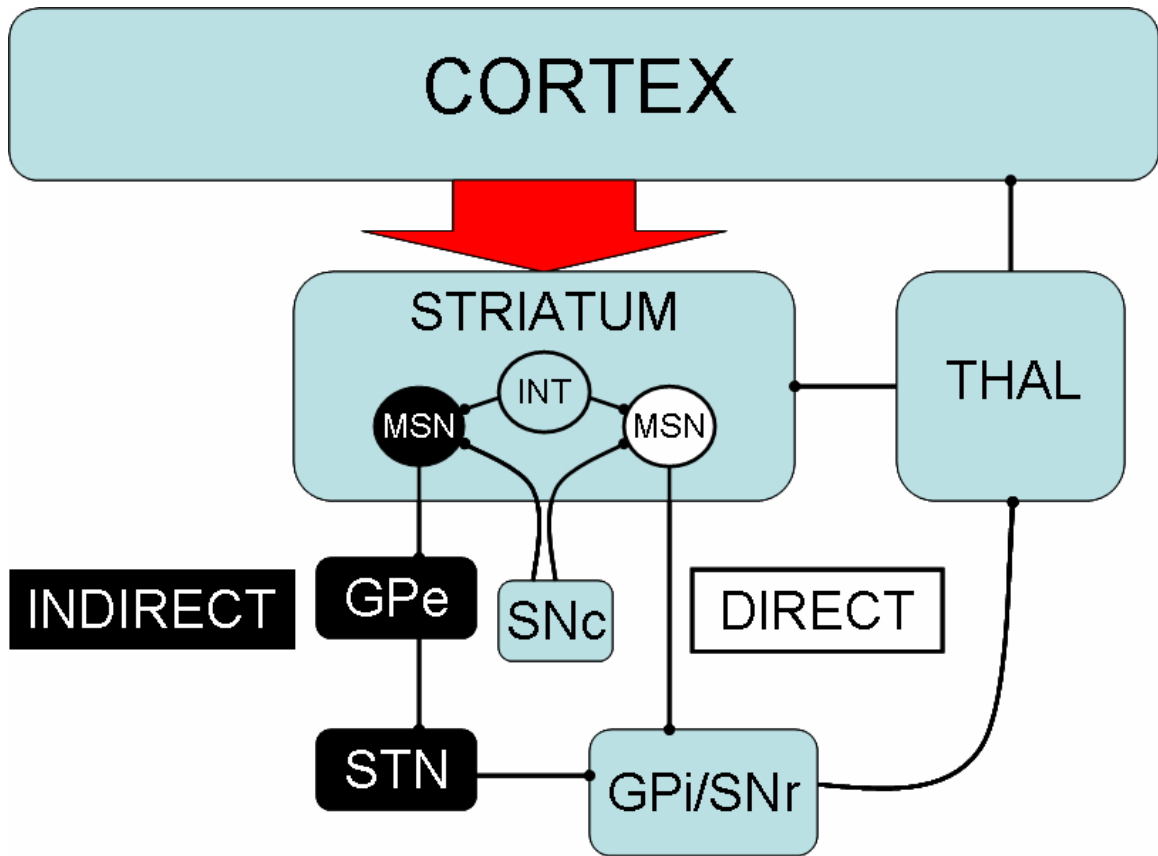 CORTEX
STRIATUM
THAL
INT
MSN
MSN
INDIRECT
GPe
SNc
DIRECT
STN
GPi/SNr